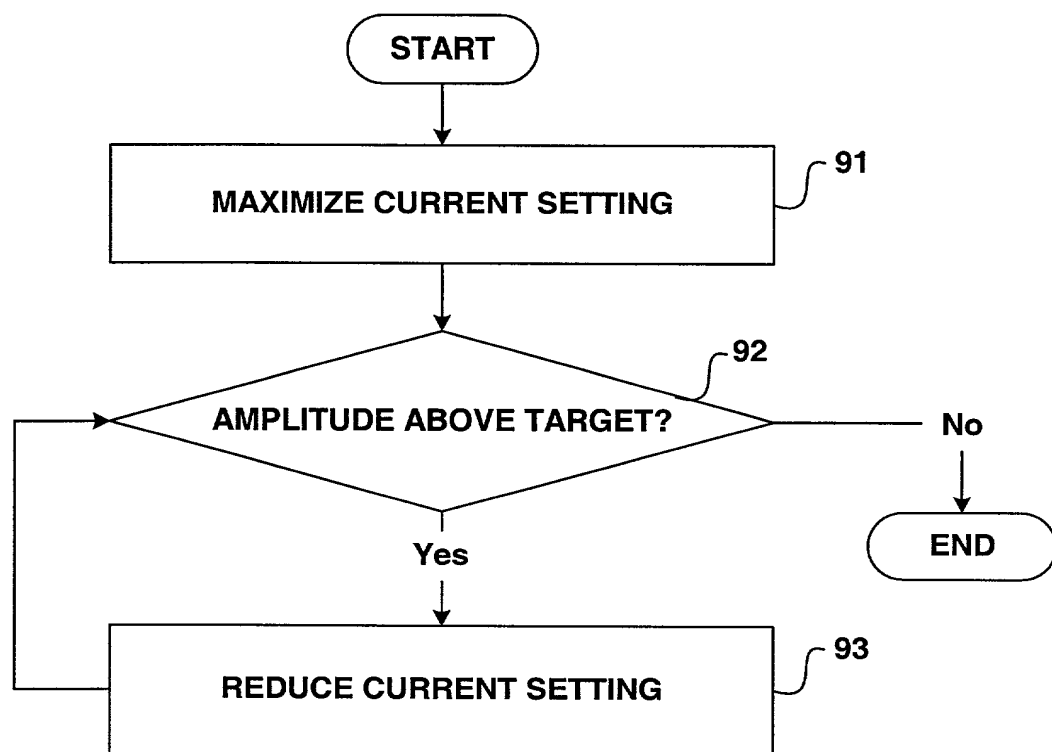 START
MAXIMIZE CURRENT SETTING
91
AMPLITUDE ABOVE TARGET?
92
No
END
Yes
REDUCE CURRENT SETTING
93